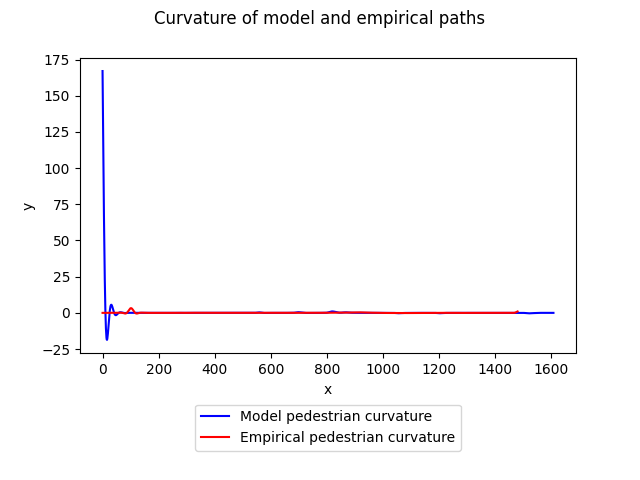 Curvature of model and empirical paths
175
150
125
100
75
50
25
0
−25
y
0 200 400 600 800 1000 1200 1400 1600
x
Model pedestrian curvature
Empirical pedestrian curvature